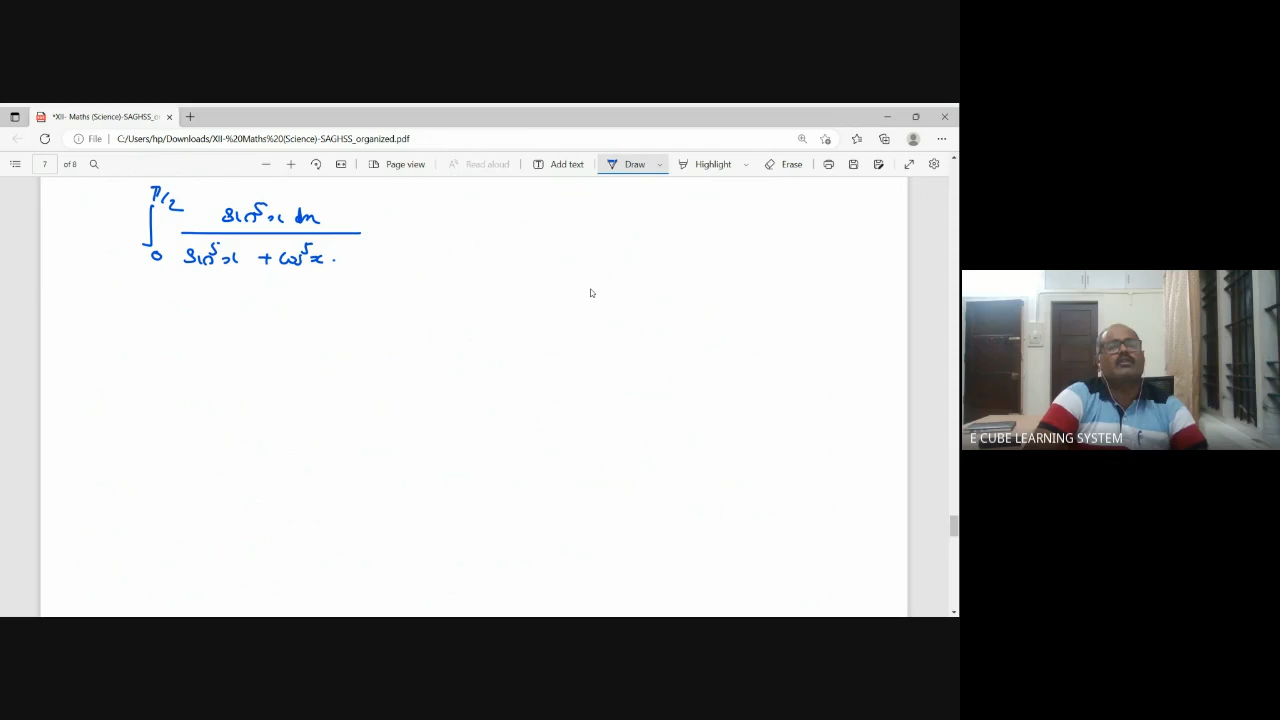 *XII- Maths (Science)-SAGHSS_o
File C:/Users/hp/Downloads/XII-%20Maths%20(Science)-SAGHSS_organized.pdf
7 of 8 Page view Read aloud Add text Draw Highlight Erase
∫₀^(π/2) sin⁵x dx
sin⁵x + cos⁵x .
E CUBE LEARNING SYSTEM